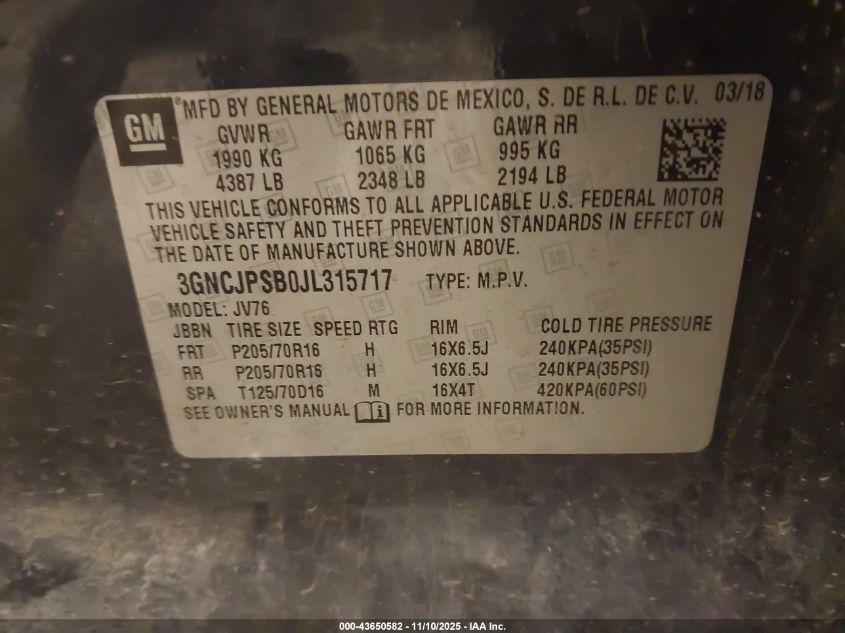 GM
*MFD BY GENERAL MOTORS DE MEXICO, S. DE R.L. DE C.V. 03/18
GVWR GAWR FRT GAWR RR
1990 KG 1065 KG 995 KG
4387 LB 2348 LB 2194 LB
THIS VEHICLE CONFORMS TO ALL APPLICABLE U.S. FEDERAL MOTOR
VEHICLE SAFETY AND THEFT PREVENTION STANDARDS IN EFFECT ON
THE DATE OF MANUFACTURE SHOWN ABOVE.
3GNCJPSB0JL315717 TYPE: M.P.V.
MODEL: JV76
JBBN TIRE SIZE SPEED RTG RIM COLD TIRE PRESSURE
FRT P205/70R16 H 16X6.5J 240KPA(35PSI)
RR P205/70R16 H 16X6.5J 240KPA(35PSI)
SPA T125/70D16 M 16X4T 420KPA(60PSI)
SEE OWNER'S MANUAL FOR MORE INFORMATION.
000-43650582 - 11/10/2025 - IAA Inc.